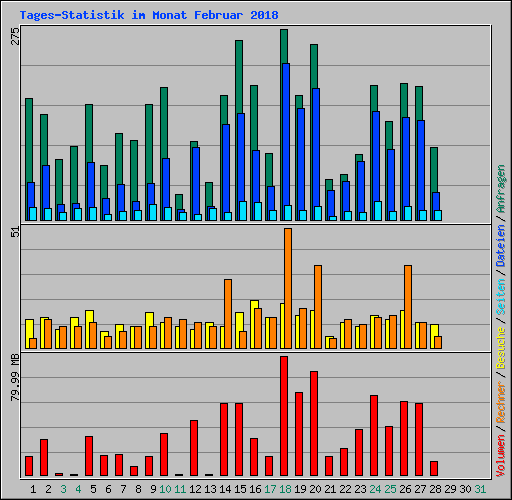 Tages-Statistik im Monat Februar 2018
275
51
79.99 MB
Volumen / Rechner / Besuche / Seiten / Dateien / Anfragen
1 2 3 4 5 6 7 8 9 10 11 12 13 14 15 16 17 18 19 20 21 22 23 24 25 26 27 28 29 30 31